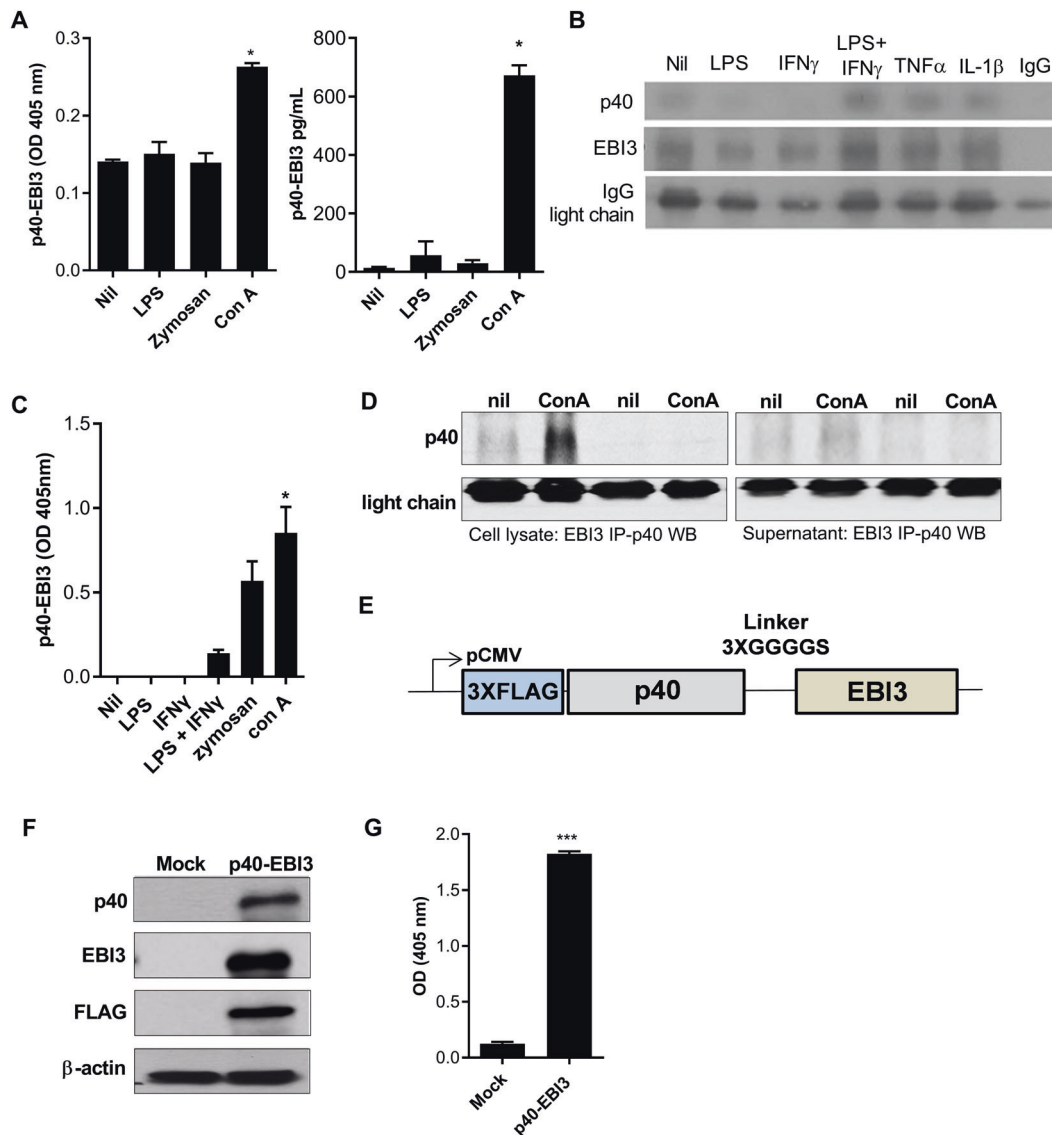 A
p40-EBI3 (OD 405 nm)
0.3
0.2
0.1
0.0
*
Nil
LPS
Zymosan
Con A
p40-EBI3 pg/mL
800
600
400
200
0
*
Nil
LPS
Zymosan
Con A
B
Nil LPS IFNγ LPS+ IFNγ TNFα IL-1β IgG
p40
EBI3
IgG
light chain
C
p40-EBI3 (OD 405nm)
1.5
1.0
0.5
0.0
*
Nil
LPS
IFNγ
LPS + IFNγ
zymosan
con A
D
nil ConA nil ConA
nil ConA nil ConA
p40
light chain
Cell lysate: EBI3 IP-p40 WB
Supernatant: EBI3 IP-p40 WB
E
Linker
3XGGGGS
pCMV
3XFLAG p40 EBI3
F
Mock p40-EBI3
p40
EBI3
FLAG
β-actin
G
OD (405 nm)
2.0
1.5
1.0
0.5
0.0
***
Mock
p40-EBI3